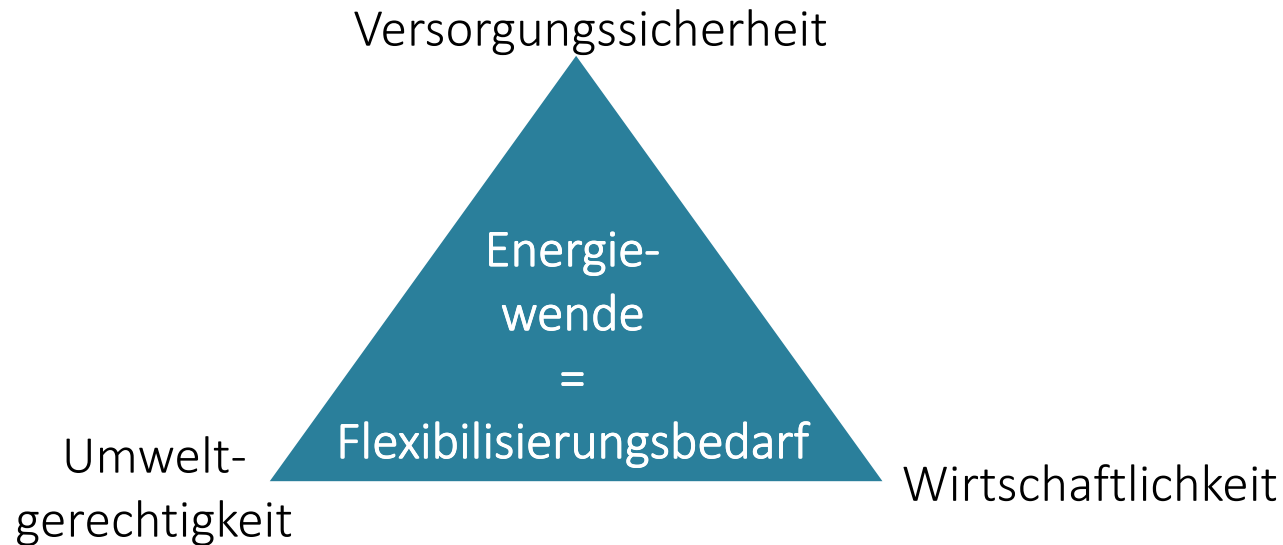 Versorgungssicherheit
Energie-
wende
=
Flexibilisierungsbedarf
Umwelt-
gerechtigkeit
Wirtschaftlichkeit